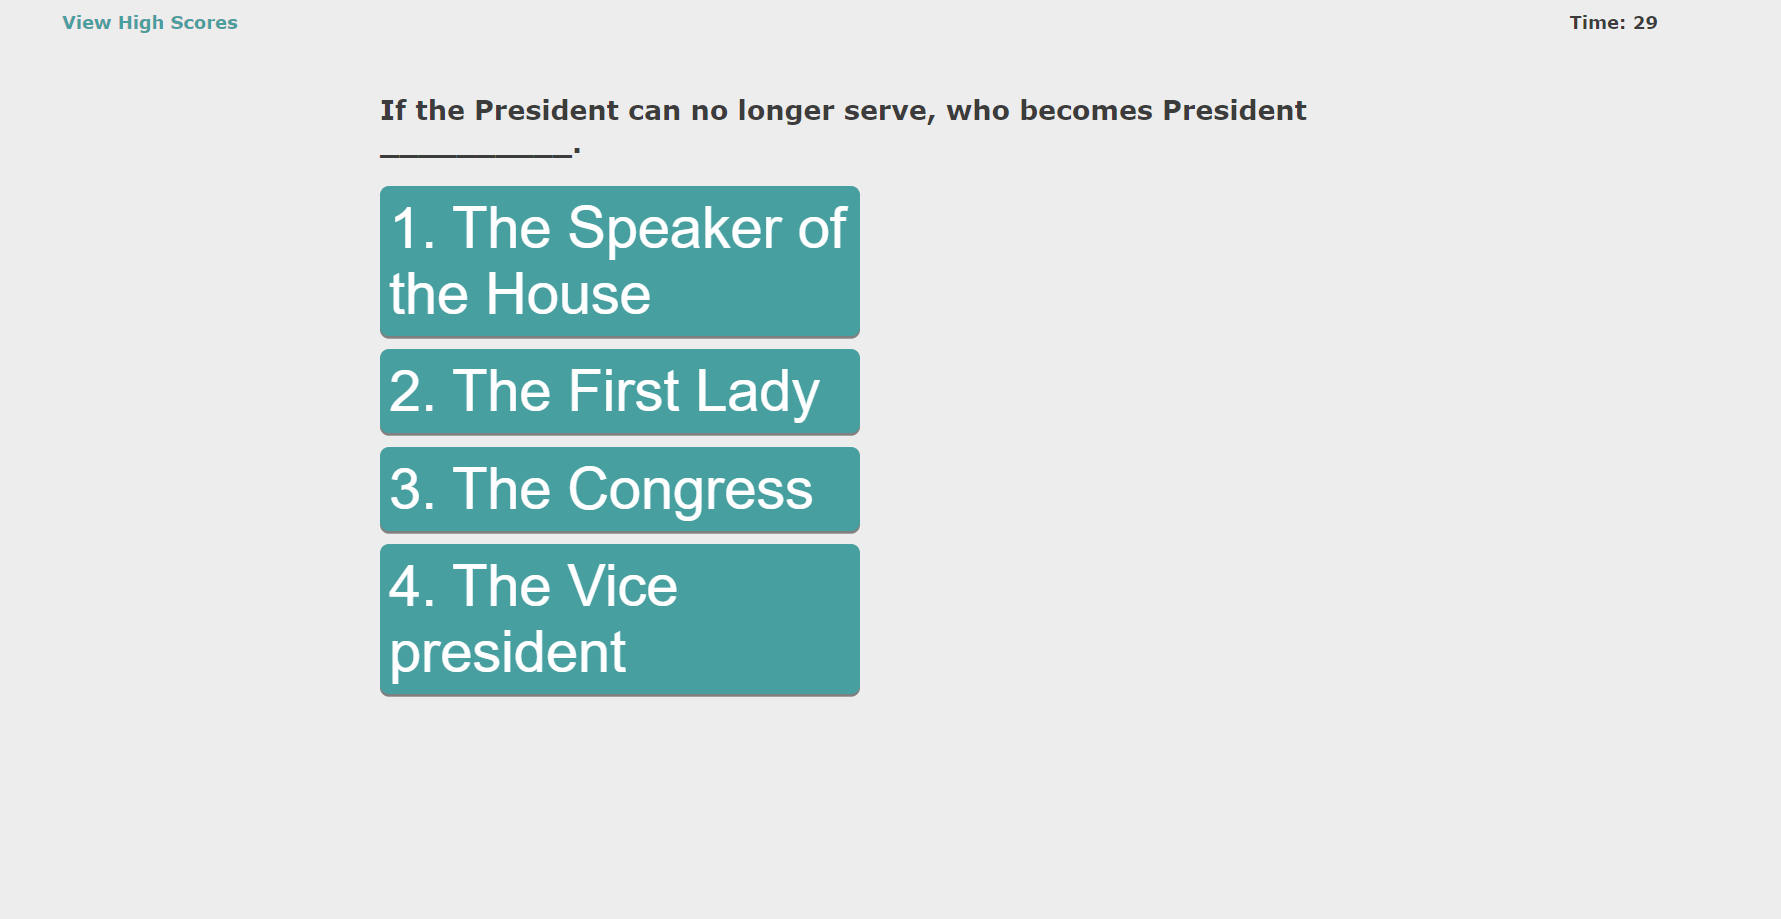 View High Scores
Time: 29
If the President can no longer serve, who becomes President
____________.
1. The Speaker of
the House
2. The First Lady
3. The Congress
4. The Vice
president